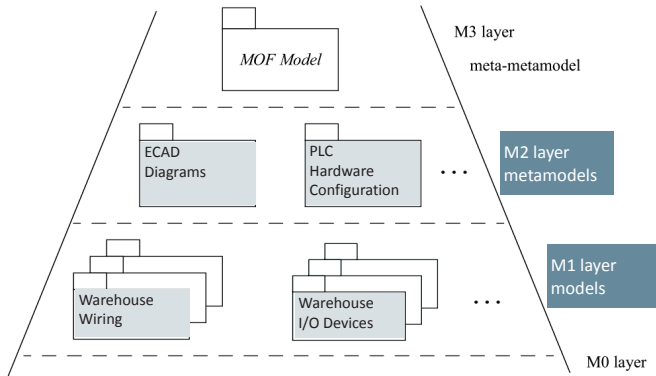 M3 layer
MOF Model
meta-metamodel
ECAD
Diagrams
PLC
Hardware
Configuration
...
M2 layer
metamodels
Warehouse
Wiring
Warehouse
I/O Devices
...
M1 layer
models
M0 layer